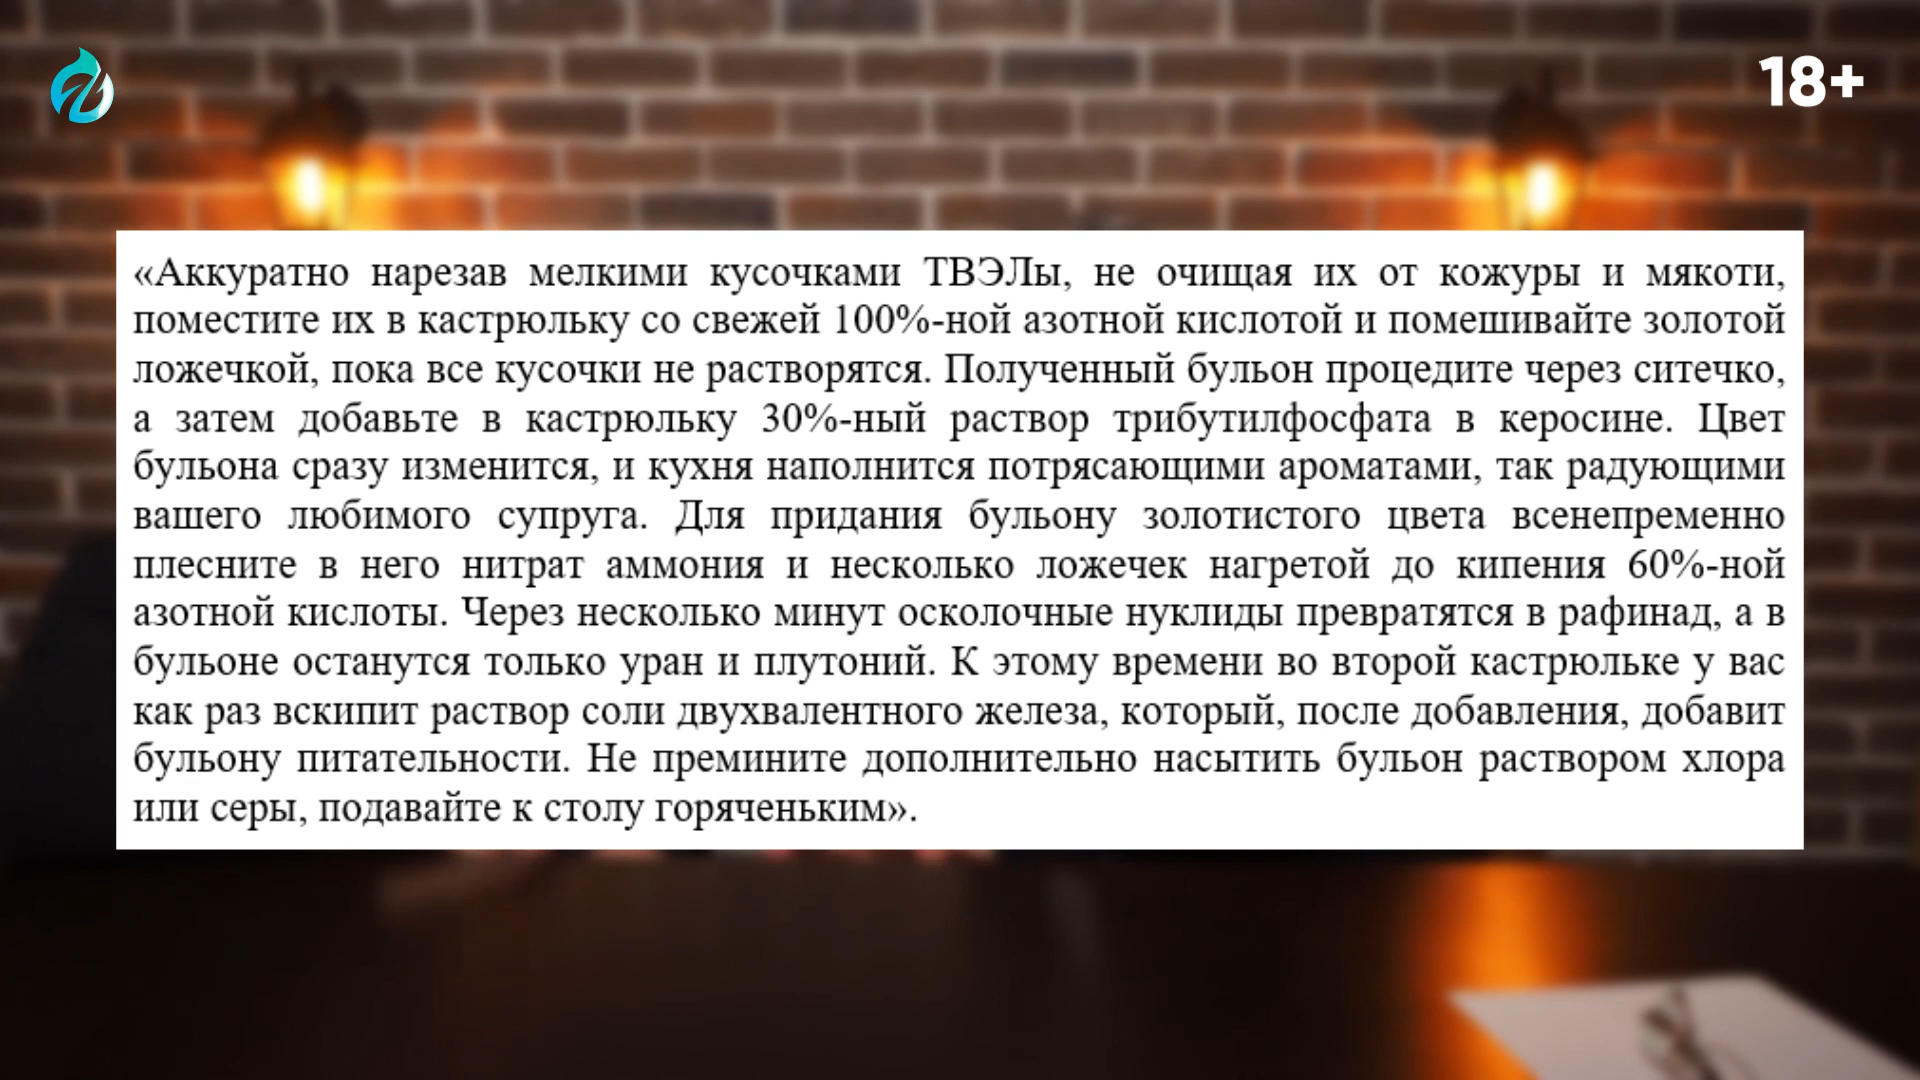 18+
«Аккуратно нарезав мелкими кусочками ТВЭЛы, не очищая их от кожуры и мякоти,
поместите их в кастрюльку со свежей 100%-ной азотной кислотой и помешивайте золотой
ложечкой, пока все кусочки не растворятся. Полученный бульон процедите через ситечко,
а затем добавьте в кастрюльку 30%-ный раствор трибутилфосфата в керосине. Цвет
бульона сразу изменится, и кухня наполнится потрясающими ароматами, так радующими
вашего любимого супруга. Для придания бульону золотистого цвета всенепременно
плесните в него нитрат аммония и несколько ложечек нагретой до кипения 60%-ной
азотной кислоты. Через несколько минут осколочные нуклиды превратятся в рафинад, а в
бульоне останутся только уран и плутоний. К этому времени во второй кастрюльке у вас
как раз вскипит раствор соли двухвалентного железа, который, после добавления, добавит
бульону питательности. Не премините дополнительно насытить бульон раствором хлора
или серы, подавайте к столу горяченьким».